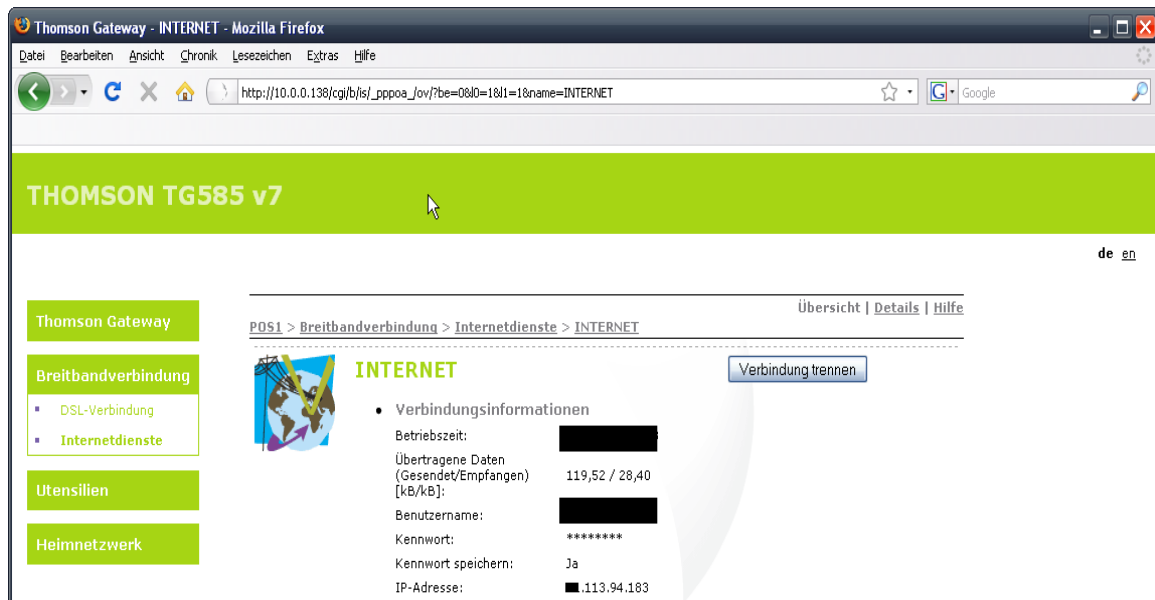 Thomson Gateway - INTERNET - Mozilla Firefox
Datei Bearbeiten Ansicht Chronik Lesezeichen Extras Hilfe
http://10.0.0.138/cgi/b/is/_pppoa_/ov/?be=0&l0=1&l1=1&name=INTERNET
G Google
THOMSON TG585 v7
de en
Thomson Gateway
Breitbandverbindung
DSL-Verbindung
Internetdienste
Utensilien
Heimnetzwerk
Übersicht | Details | Hilfe
POS1 > Breitbandverbindung > Internetdienste > INTERNET
INTERNET
Verbindung trennen
Verbindungsinformationen
Betriebszeit:
Übertragene Daten
(Gesendet/Empfangen) 119,52 / 28,40
[kB/kB]:
Benutzername:
Kennwort: ********
Kennwort speichern: Ja
IP-Adresse: .113.94.183